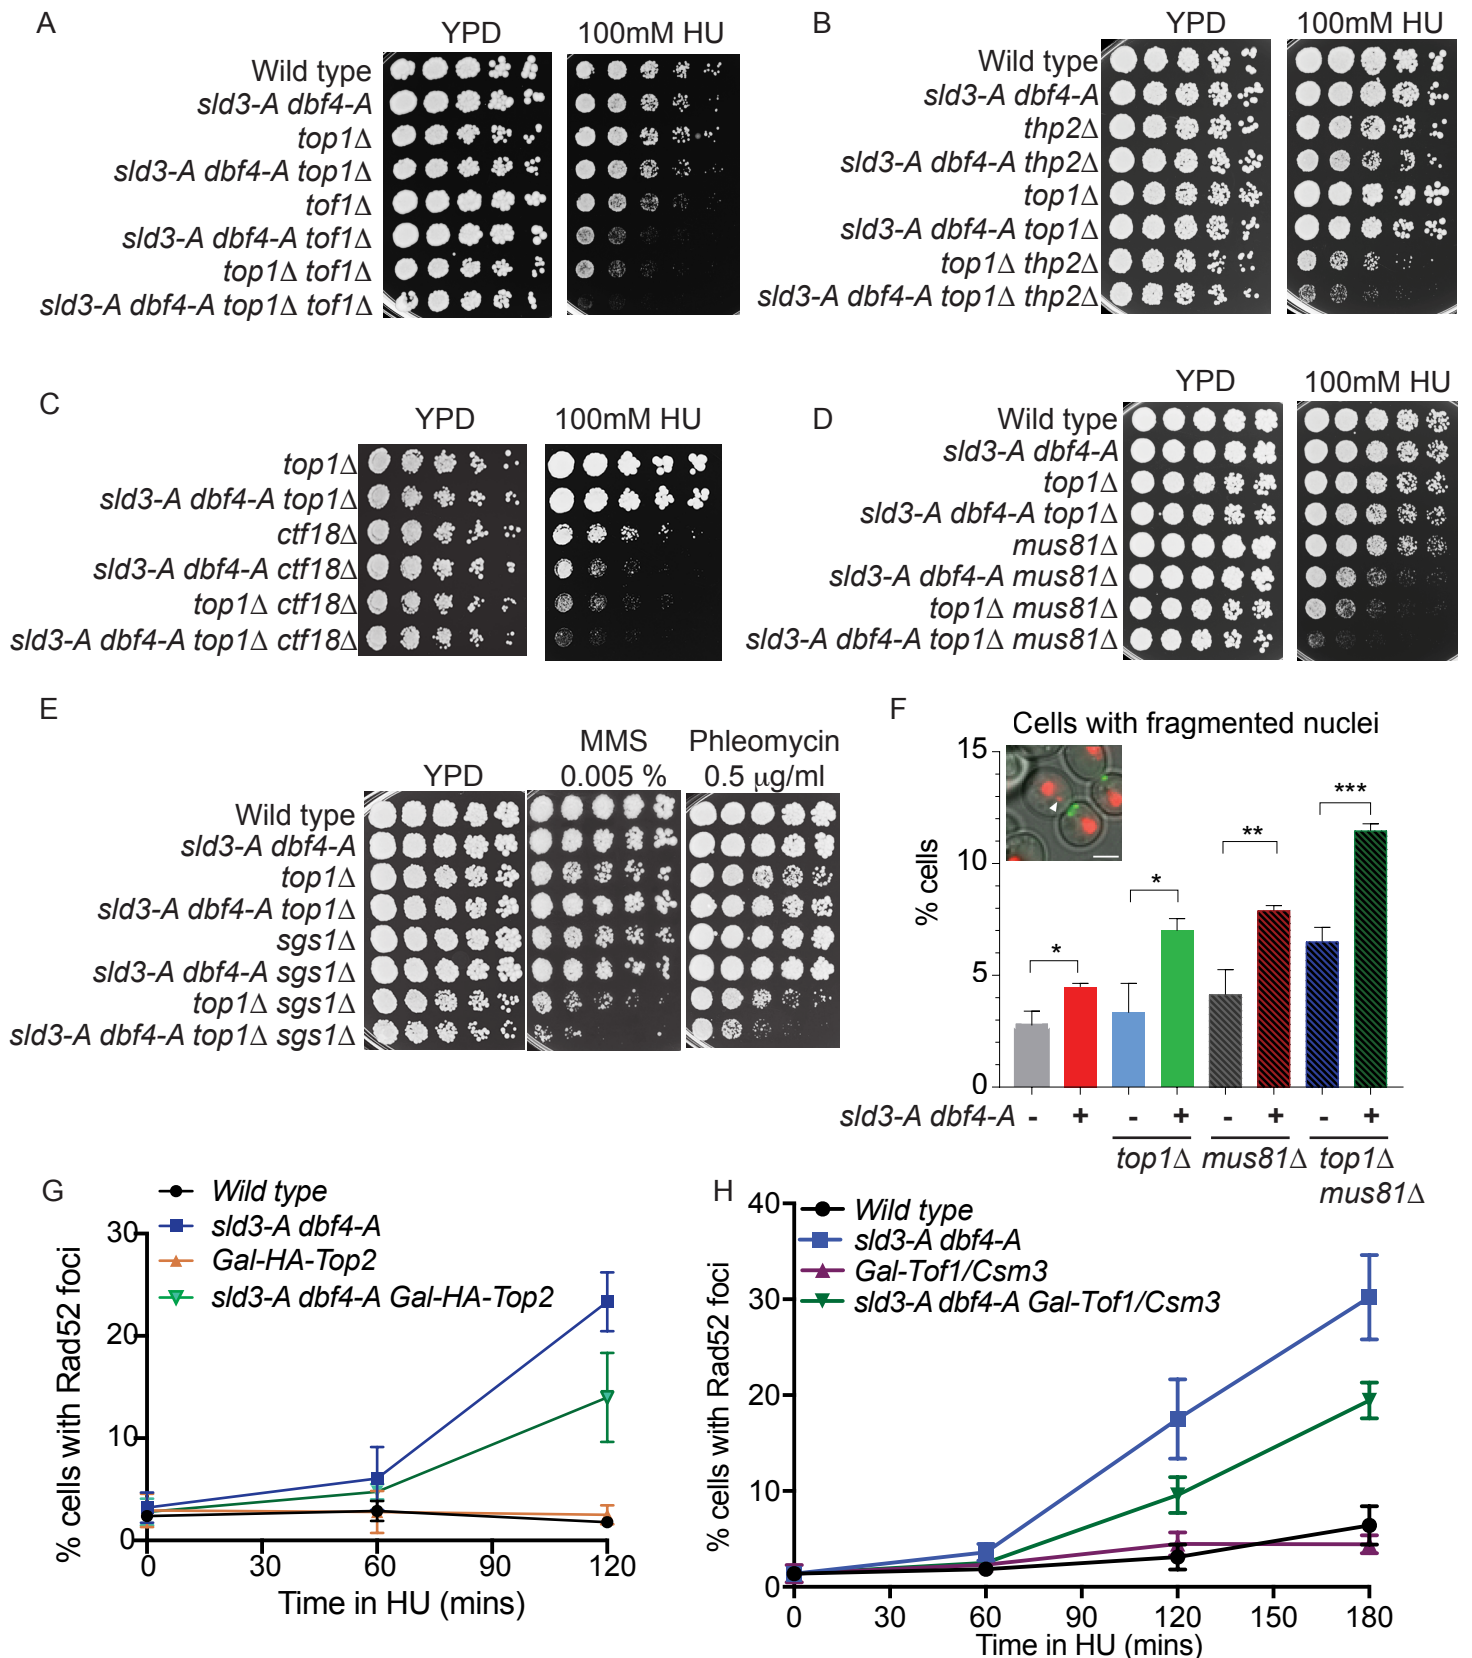 A
YPD
100mM HU
Wild type
sld3-A dbf4-A
top1Δ
sld3-A dbf4-A top1Δ
tof1Δ
sld3-A dbf4-A tof1Δ
top1Δ tof1Δ
sld3-A dbf4-A top1Δ tof1Δ
B
YPD
100mM HU
Wild type
sld3-A dbf4-A
thp2Δ
sld3-A dbf4-A thp2Δ
top1Δ
sld3-A dbf4-A top1Δ
top1Δ thp2Δ
sld3-A dbf4-A top1Δ thp2Δ
C
YPD
100mM HU
top1Δ
sld3-A dbf4-A top1Δ
ctf18Δ
sld3-A dbf4-A ctf18Δ
top1Δ ctf18Δ
sld3-A dbf4-A top1Δ ctf18Δ
D
YPD
100mM HU
Wild type
sld3-A dbf4-A
top1Δ
sld3-A dbf4-A top1Δ
mus81Δ
sld3-A dbf4-A mus81Δ
top1Δ mus81Δ
sld3-A dbf4-A top1Δ mus81Δ
E
YPD
MMS
0.005 %
Phleomycin
0.5 μg/ml
Wild type
sld3-A dbf4-A
top1Δ
sld3-A dbf4-A top1Δ
sgs1Δ
sld3-A dbf4-A sgs1Δ
top1Δ sgs1Δ
sld3-A dbf4-A top1Δ sgs1Δ
F
Cells with fragmented nuclei
% cells
15
10
5
0
*
*
**
***
sld3-A dbf4-A - + - + - + - +
top1Δ mus81Δ top1Δ
mus81Δ
G
Wild type
sld3-A dbf4-A
Gal-HA-Top2
sld3-A dbf4-A Gal-HA-Top2
% cells with Rad52 foci
30
20
10
0
0 30 60 90 120
Time in HU (mins)
H
Wild type
sld3-A dbf4-A
Gal-Tof1/Csm3
sld3-A dbf4-A Gal-Tof1/Csm3
% cells with Rad52 foci
40
30
20
10
0
0 30 60 90 120 150 180
Time in HU (mins)